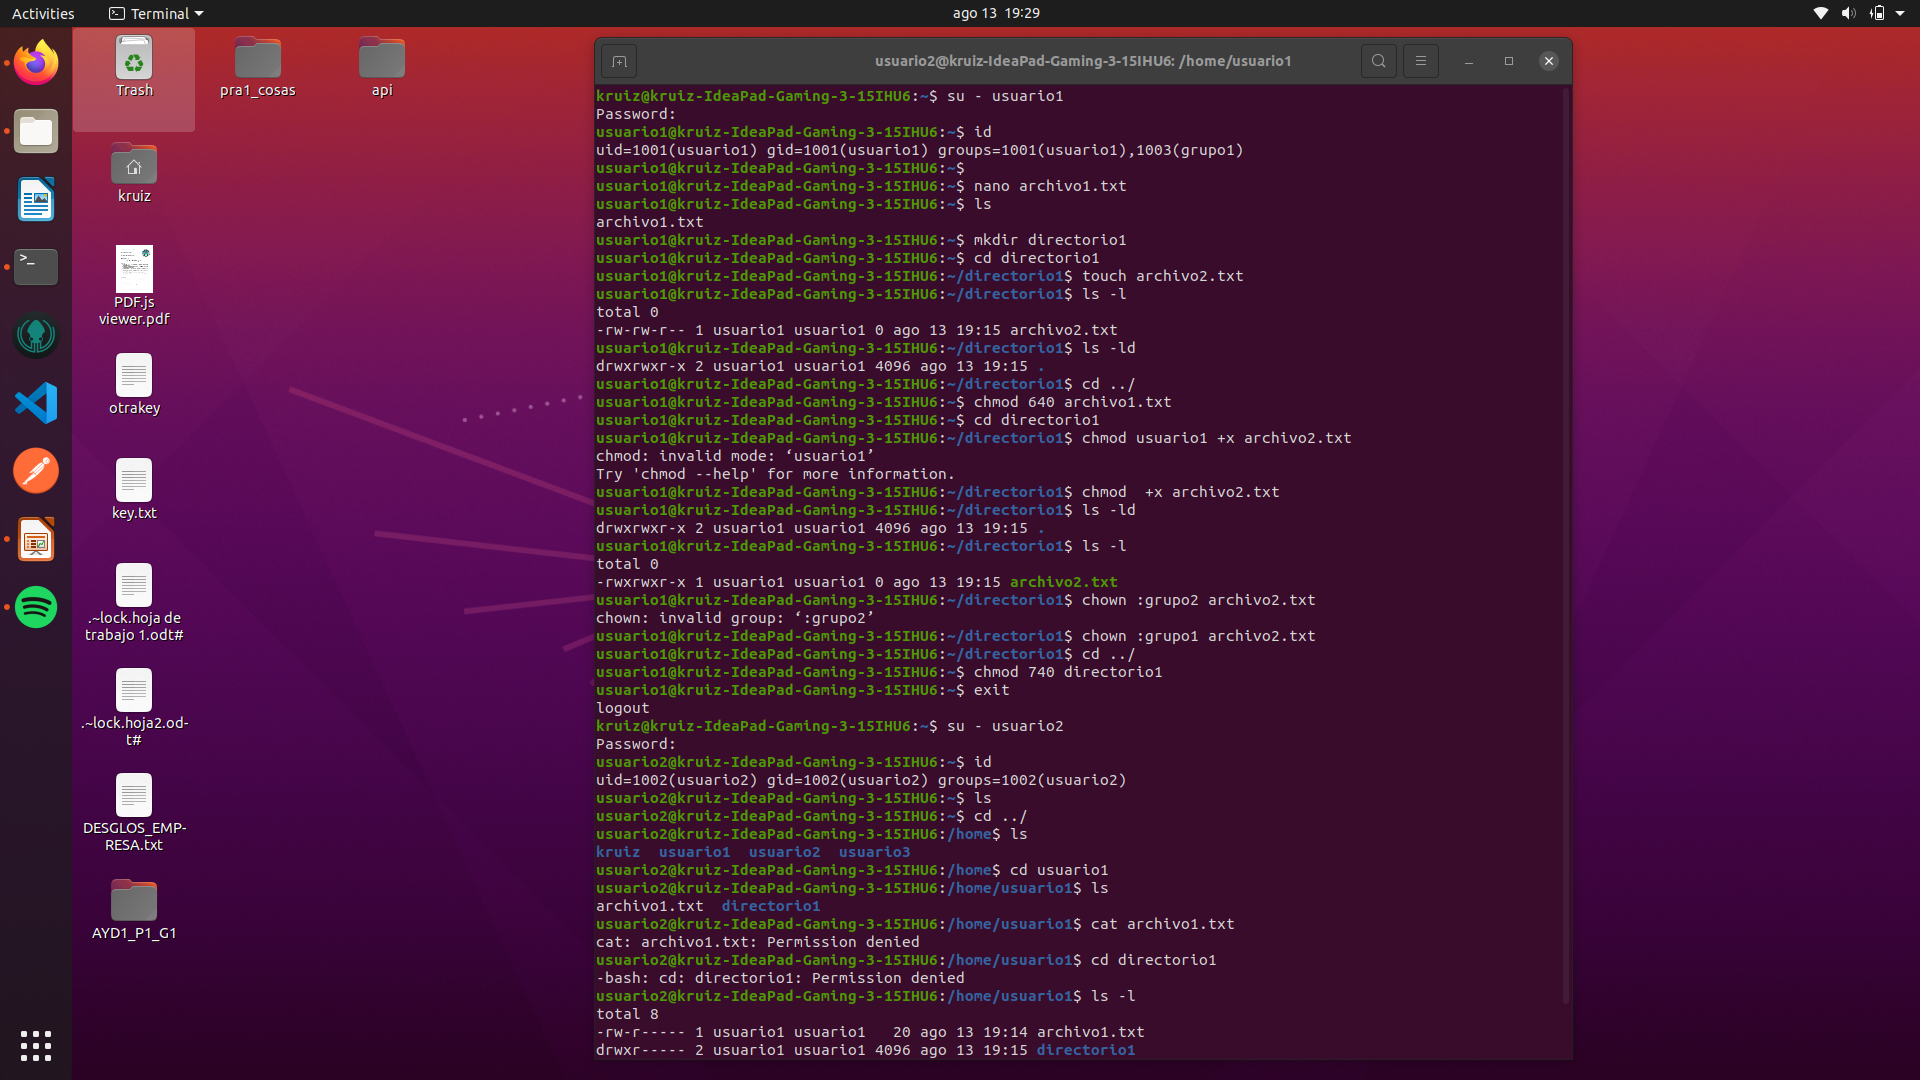 Activities
Terminal
ago 13 19:29
Trash
pra1_cosas
api
kruiz
PDF.js
viewer.pdf
otrakey
key.txt
.~lock.hoja de
trabajo 1.odt#
.~lock.hoja2.od-
t#
DESGLOS_EMP-
RESA.txt
AYD1_P1_G1
usuario2@kruiz-IdeaPad-Gaming-3-15IHU6: /home/usuario1
kruiz@kruiz-IdeaPad-Gaming-3-15IHU6:~$ su - usuario1
Password:
usuario1@kruiz-IdeaPad-Gaming-3-15IHU6:~$ id
uid=1001(usuario1) gid=1001(usuario1) groups=1001(usuario1),1003(grupo1)
usuario1@kruiz-IdeaPad-Gaming-3-15IHU6:~$
usuario1@kruiz-IdeaPad-Gaming-3-15IHU6:~$ nano archivo1.txt
usuario1@kruiz-IdeaPad-Gaming-3-15IHU6:~$ ls
archivo1.txt
usuario1@kruiz-IdeaPad-Gaming-3-15IHU6:~$ mkdir directorio1
usuario1@kruiz-IdeaPad-Gaming-3-15IHU6:~$ cd directorio1
usuario1@kruiz-IdeaPad-Gaming-3-15IHU6:~/directorio1$ touch archivo2.txt
usuario1@kruiz-IdeaPad-Gaming-3-15IHU6:~/directorio1$ ls -l
total 0
-rw-rw-r-- 1 usuario1 usuario1 0 ago 13 19:15 archivo2.txt
usuario1@kruiz-IdeaPad-Gaming-3-15IHU6:~/directorio1$ ls -ld
drwxrwxr-x 2 usuario1 usuario1 4096 ago 13 19:15 .
usuario1@kruiz-IdeaPad-Gaming-3-15IHU6:~/directorio1$ cd ../
usuario1@kruiz-IdeaPad-Gaming-3-15IHU6:~$ chmod 640 archivo1.txt
usuario1@kruiz-IdeaPad-Gaming-3-15IHU6:~$ cd directorio1
usuario1@kruiz-IdeaPad-Gaming-3-15IHU6:~/directorio1$ chmod usuario1 +x archivo2.txt
chmod: invalid mode: ‘usuario1’
Try 'chmod --help' for more information.
usuario1@kruiz-IdeaPad-Gaming-3-15IHU6:~/directorio1$ chmod  +x archivo2.txt
usuario1@kruiz-IdeaPad-Gaming-3-15IHU6:~/directorio1$ ls -ld
drwxrwxr-x 2 usuario1 usuario1 4096 ago 13 19:15 .
usuario1@kruiz-IdeaPad-Gaming-3-15IHU6:~/directorio1$ ls -l
total 0
-rwxrwxr-x 1 usuario1 usuario1 0 ago 13 19:15 archivo2.txt
usuario1@kruiz-IdeaPad-Gaming-3-15IHU6:~/directorio1$ chown :grupo2 archivo2.txt
chown: invalid group: ‘:grupo2’
usuario1@kruiz-IdeaPad-Gaming-3-15IHU6:~/directorio1$ chown :grupo1 archivo2.txt
usuario1@kruiz-IdeaPad-Gaming-3-15IHU6:~/directorio1$ cd ../
usuario1@kruiz-IdeaPad-Gaming-3-15IHU6:~$ chmod 740 directorio1
usuario1@kruiz-IdeaPad-Gaming-3-15IHU6:~$ exit
logout
kruiz@kruiz-IdeaPad-Gaming-3-15IHU6:~$ su - usuario2
Password:
usuario2@kruiz-IdeaPad-Gaming-3-15IHU6:~$ id
uid=1002(usuario2) gid=1002(usuario2) groups=1002(usuario2)
usuario2@kruiz-IdeaPad-Gaming-3-15IHU6:~$ ls
usuario2@kruiz-IdeaPad-Gaming-3-15IHU6:~$ cd ../
usuario2@kruiz-IdeaPad-Gaming-3-15IHU6:/home$ ls
kruiz  usuario1  usuario2  usuario3
usuario2@kruiz-IdeaPad-Gaming-3-15IHU6:/home$ cd usuario1
usuario2@kruiz-IdeaPad-Gaming-3-15IHU6:/home/usuario1$ ls
archivo1.txt  directorio1
usuario2@kruiz-IdeaPad-Gaming-3-15IHU6:/home/usuario1$ cat archivo1.txt
cat: archivo1.txt: Permission denied
usuario2@kruiz-IdeaPad-Gaming-3-15IHU6:/home/usuario1$ cd directorio1
-bash: cd: directorio1: Permission denied
usuario2@kruiz-IdeaPad-Gaming-3-15IHU6:/home/usuario1$ ls -l
total 8
-rw-r----- 1 usuario1 usuario1   20 ago 13 19:14 archivo1.txt
drwxr----- 2 usuario1 usuario1 4096 ago 13 19:15 directorio1